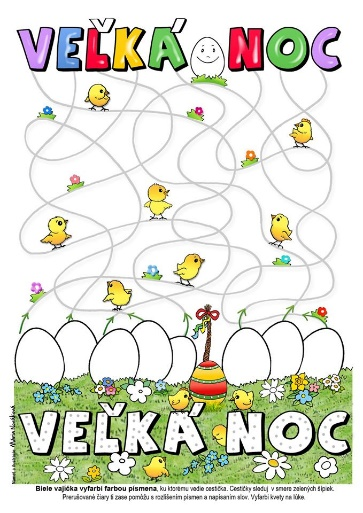 VEĽKÁ NOC
VEĽKÁ NOC
Biele vajíčka vyfarbi farbou písmena, ku ktorému vedie cestička. Cestičky sleduj v smere zelených šípiek.
Prerušované čiary ti zase pomôžu s rozlíšením písmen a napísaním slov. Vyfarbi kvety na lúke.